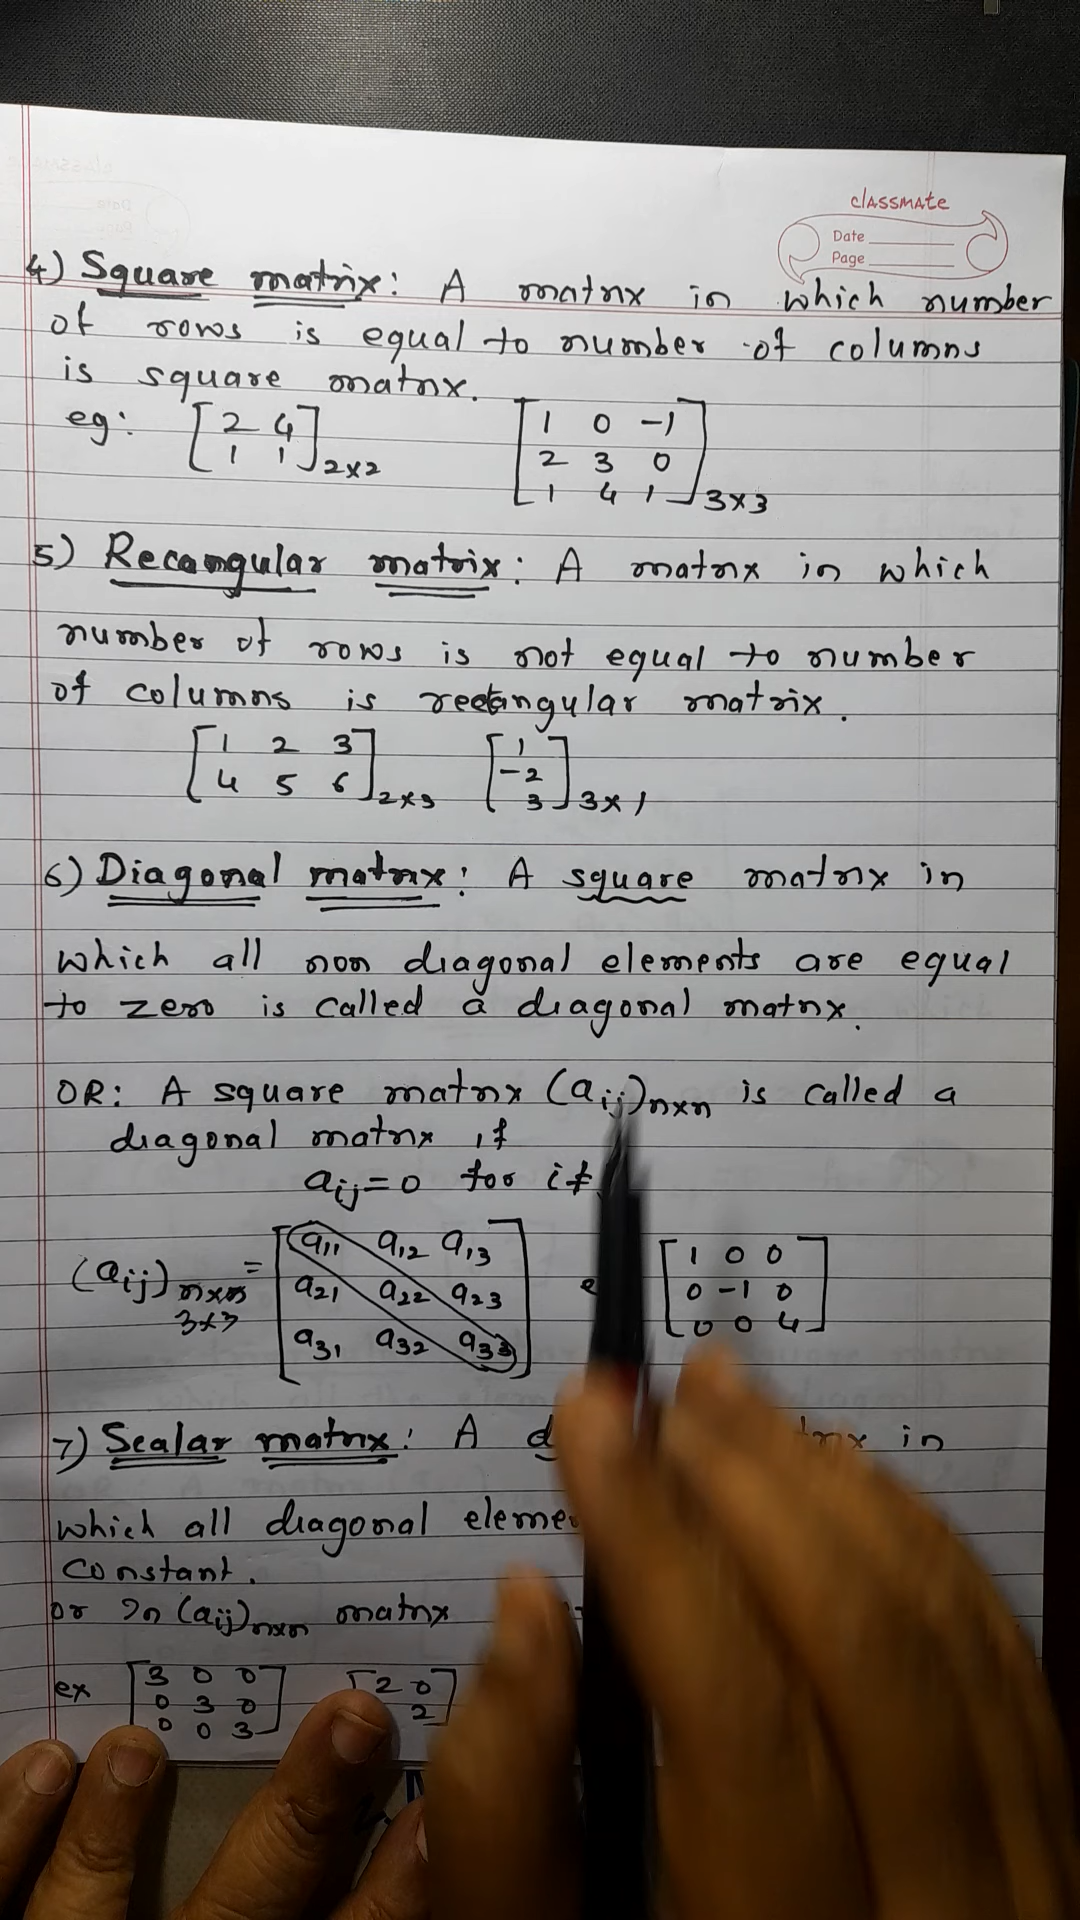 classmate
Date
Page
4) Square matrix: A matrix in which number
of rows is equal to number of columns
is square matrix.
eg: [2 4
1 1]2x2 [1 0 -1
2 3 0
1 4 1]3x3
5) Recangular matrix: A matrix in which
number of rows is not equal to number
of columns is rectangular matrix.
[1 2 3
4 5 6]2x3 [1
-2
3]3x1
6) Diagonal matrix: A square matrix in
which all non diagonal elements are equal
to zero is called a diagonal matrix.
OR: A square matrix (aij)nxn is called a
diagonal matrix if
aij=0 for i≠
(aij)nxn
3x3 = [a11 a12 a13
a21 a22 a23
a31 a32 a33] [1 0 0
0 -1 0
0 0 4]
7) Scalar matrix: A in
which all diagonal
constant.
or In (aij)nxn matrix
ex [3 0 0
0 3 0
0 0 3] [2 0
2]